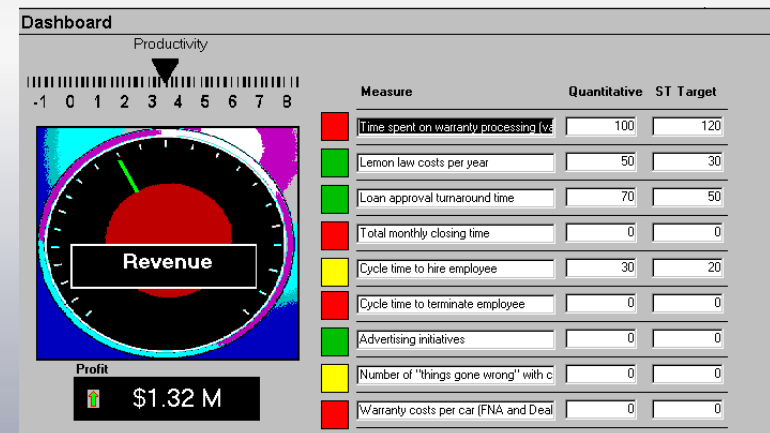 Dashboard
Productivity
-1 0 1 2 3 4 5 6 7 8
Measure Quantitative ST Target
Time spent on warranty processing (va 100 120
Lemon law costs per year 50 30
Loan approval turnaround time 70 50
Total monthly closing time 0 0
Revenue
Cycle time to hire employee 30 20
Cycle time to terminate employee 0 0
Advertising initiatives 0 0
Profit
Number of "things gone wrong" with c 0 0
$1.32 M
Warranty costs per car (FNA and Deal 0 0